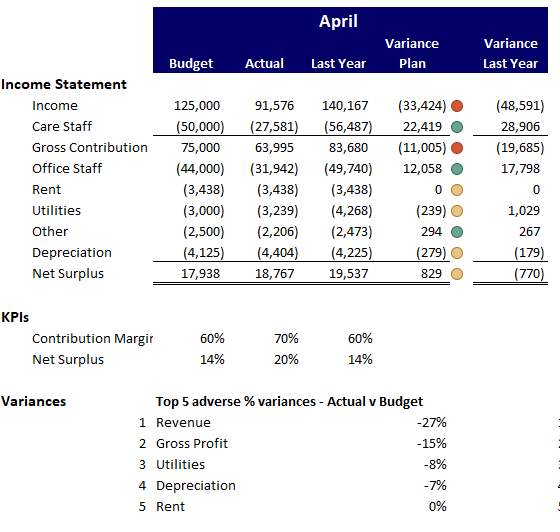 April
Variance Variance
Budget Actual Last Year Plan Last Year
Income Statement
Income 125,000 91,576 140,167 (33,424) (48,591)
Care Staff (50,000) (27,581) (56,487) 22,419 28,906
Gross Contribution 75,000 63,995 83,680 (11,005) (19,685)
Office Staff (44,000) (31,942) (49,740) 12,058 17,798
Rent (3,438) (3,438) (3,438) 0 0
Utilities (3,000) (3,239) (4,268) (239) 1,029
Other (2,500) (2,206) (2,473) 294 267
Depreciation (4,125) (4,404) (4,225) (279) (179)
Net Surplus 17,938 18,767 19,537 829 (770)
KPIs
Contribution Margin 60% 70% 60%
Net Surplus 14% 20% 14%
Variances Top 5 adverse % variances - Actual v Budget
1 Revenue -27%
2 Gross Profit -15%
3 Utilities -8%
4 Depreciation -7%
5 Rent 0%